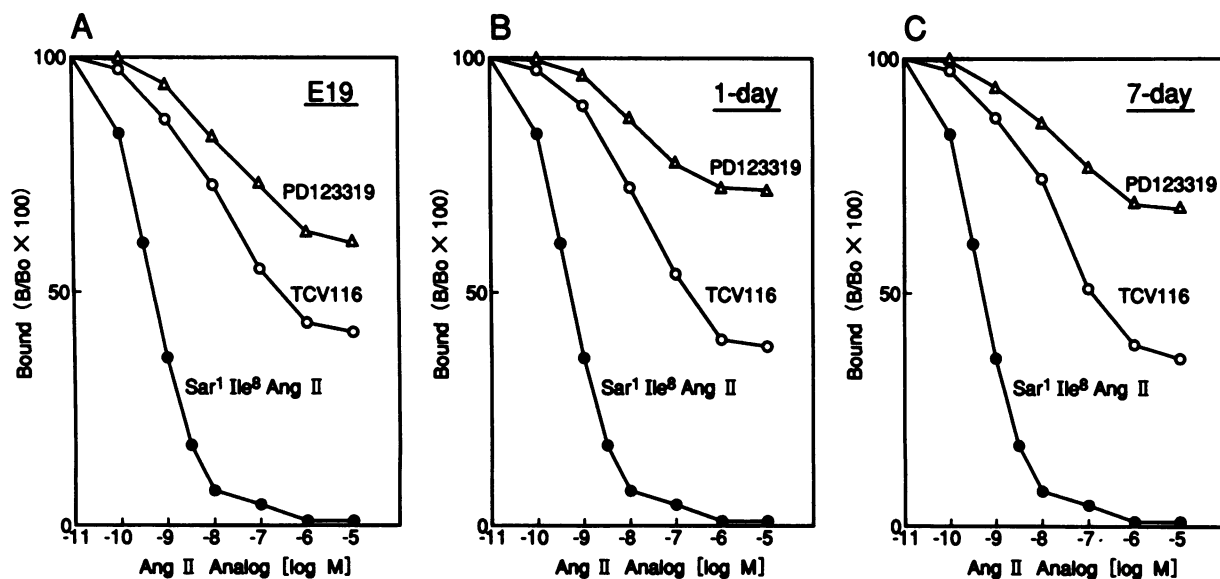 A
Bound (B/Bo × 100)
100
50
0
E19
PD123319
TCV116
Sar¹ Ile⁸ Ang II
-11 -10 -9 -8 -7 -6 -5
Ang II Analog [log M]
B
Bound (B/Bo × 100)
100
50
0
1-day
PD123319
TCV116
Sar¹ Ile⁸ Ang II
-11 -10 -9 -8 -7 -6 -5
Ang II Analog [log M]
C
Bound (B/Bo × 100)
100
50
0
7-day
PD123319
TCV116
Sar¹ Ile⁸ Ang II
-11 -10 -9 -8 -7 -6 -5
Ang II Analog [log M]